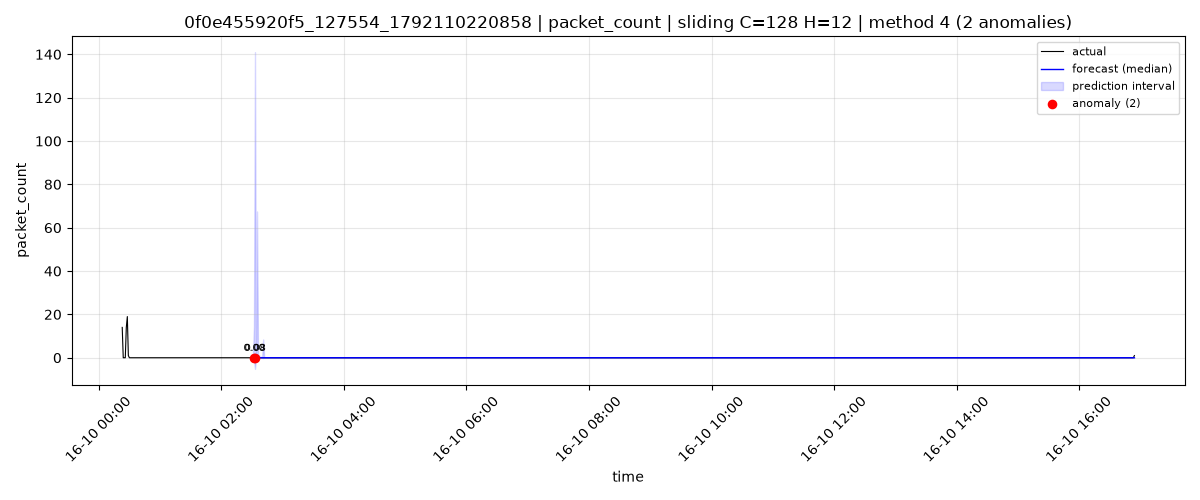 0f0e455920f5_127554_1792110220858 | packet_count | sliding C=128 H=12 | method 4 (2 anomalies)
actual
forecast (median)
prediction interval
anomaly (2)
packet_count
140
120
100
80
60
40
20
0
16-10 00:00
16-10 02:00
16-10 04:00
16-10 06:00
16-10 08:00
16-10 10:00
16-10 12:00
16-10 14:00
16-10 16:00
time